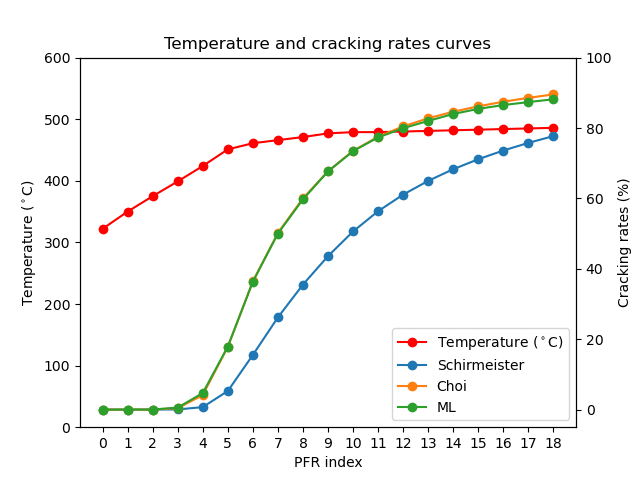 Temperature and cracking rates curves
600
500
400
300
200
100
0
Temperature (°C)
100
80
60
40
20
0
Cracking rates (%)
Temperature (°C)
Schirmeister
Choi
ML
0 1 2 3 4 5 6 7 8 9 10 11 12 13 14 15 16 17 18
PFR index